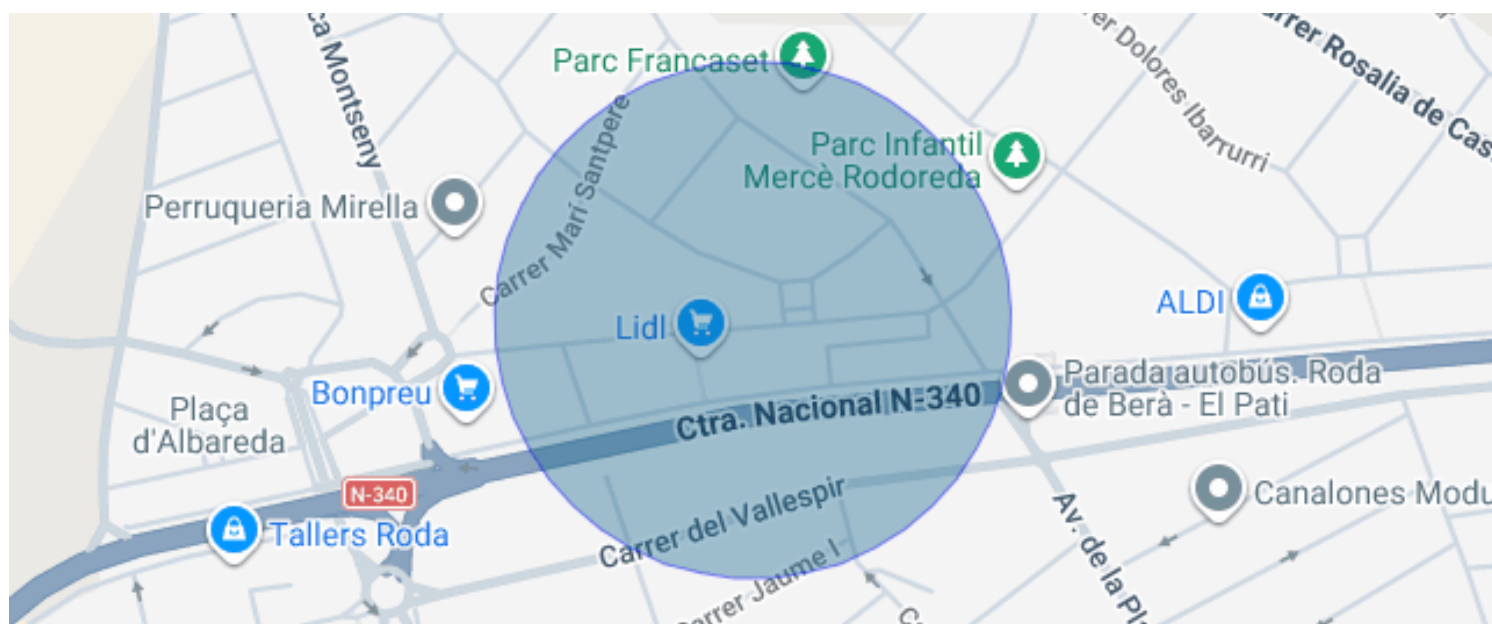 ca Montseny
Parc Francaset
Carrer Dolores Ibarrurri
Carrer Rosalia de Cas
Parc Infantil
Mercè Rodoreda
Carrer Marí Santpere
Perruqueria Mirella
ALDI
Lidl
Bonpreu
Parada autobús. Roda
de Berà - El Pati
Plaça
d'Albareda
Ctra. Nacional N-340
N-340
Canalones Modu
Tallers Roda
Carrer del Vallespir
Av. de la Pla
Carrer Jaume I